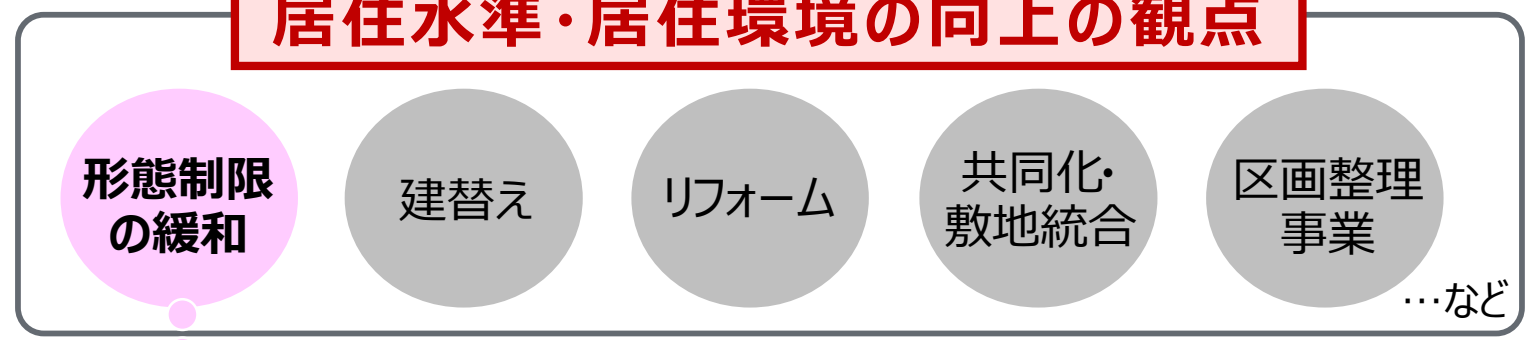 居住水準・居住環境の向上の観点
形態制限
の緩和
建替え
リフォーム
共同化・
敷地統合
区画整理
事業
…など